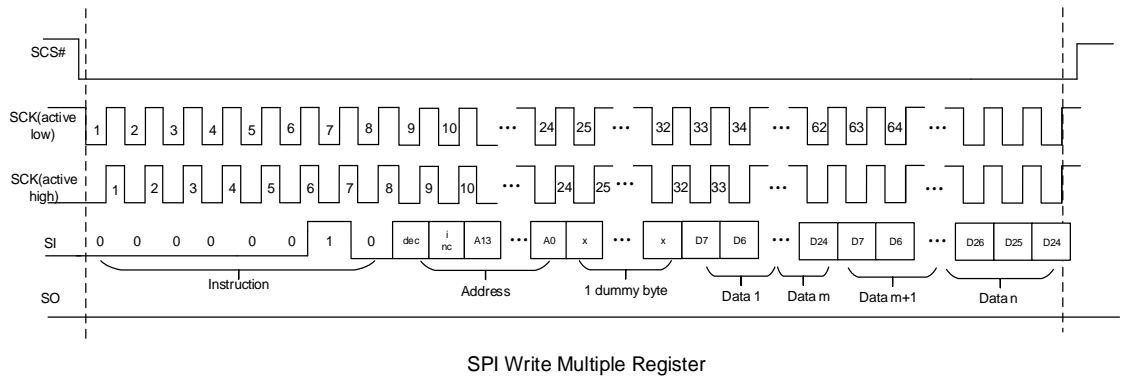 SCS#
SCK(active low) 1 2 3 4 5 6 7 8 9 10 ... 24 25 ... 32 33 34 ... 62 63 64 ...
SCK(active high) 1 2 3 4 5 6 7 8 9 10 ... 24 25 ... 32 33 ... ...
SI 0 0 0 0 0 0 1 0 dec i nc A13 ... A0 x ... x D7 D6 ... D24 D7 D6 ... D26 D25 D24
Instruction Address 1 dummy byte Data 1 Data m Data m+1 Data n
SO
SPI Write Multiple Register